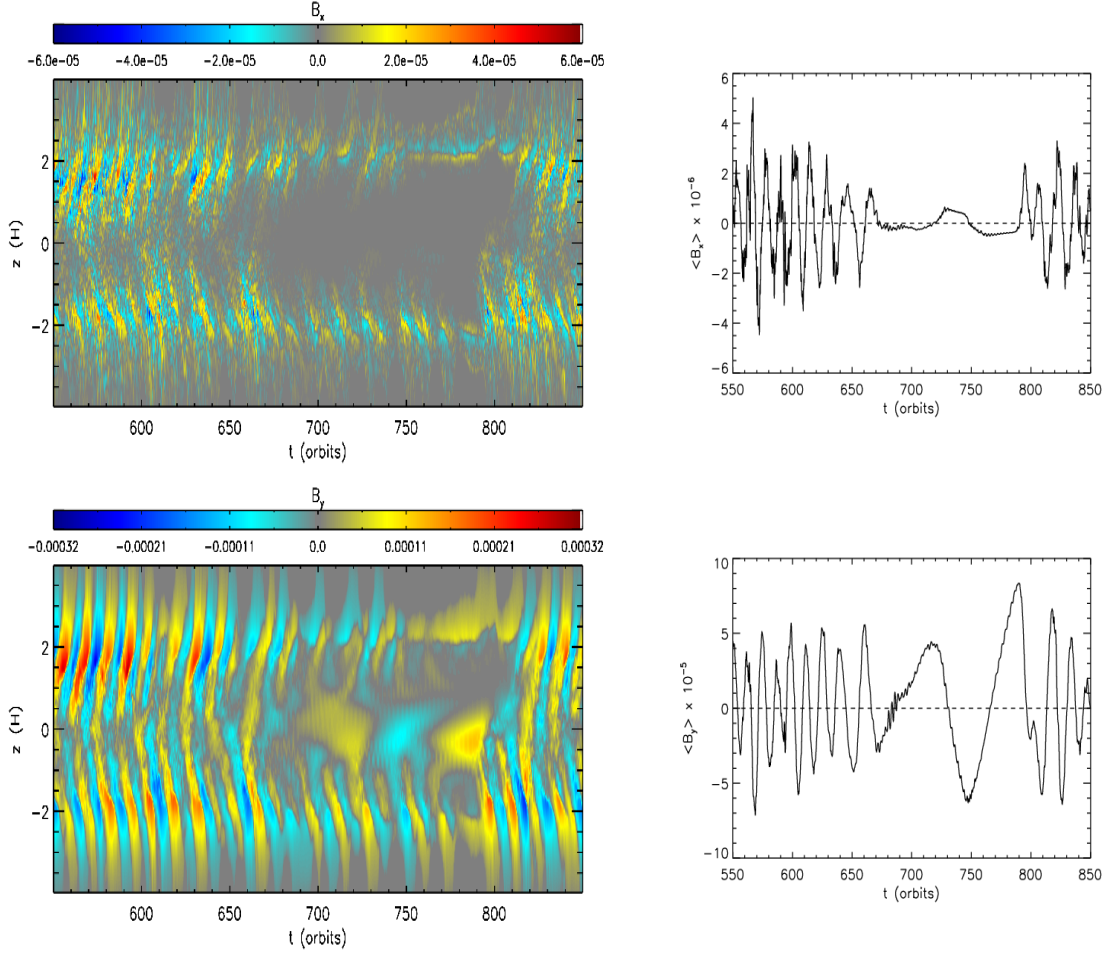 Bx
-6.0e-05 -4.0e-05 -2.0e-05 0.0 2.0e-05 4.0e-05 6.0e-05
2
0
-2
z (H)
600 650 700 750 800
t (orbits)
6
4
2
0
-2
-4
-6
<Bx> × 10-6
550 600 650 700 750 800 850
t (orbits)
By
-0.00032 -0.00021 -0.00011 0.0 0.00011 0.00021 0.00032
2
0
-2
z (H)
600 650 700 750 800
t (orbits)
10
5
0
-5
-10
<By> × 10-5
550 600 650 700 750 800 850
t (orbits)